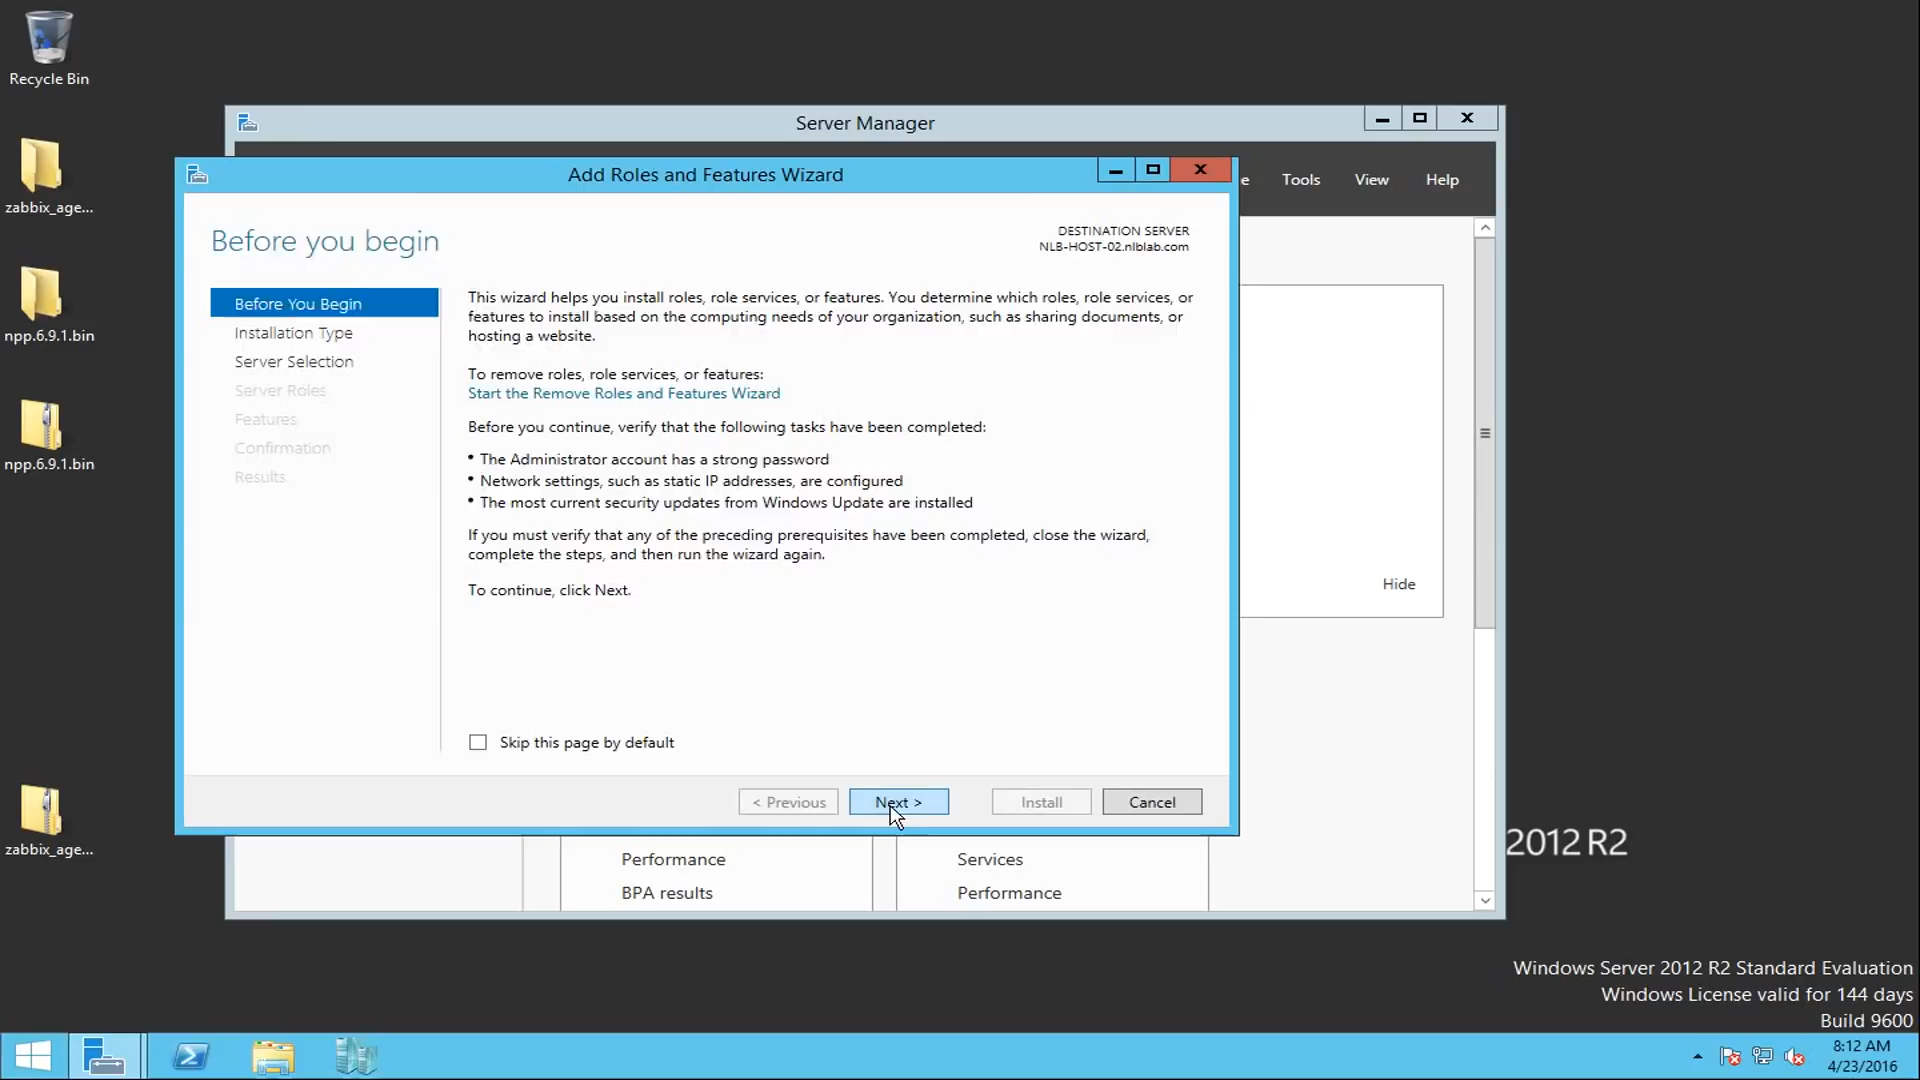 Recycle Bin
zabbix_age...
npp.6.9.1.bin
npp.6.9.1.bin
zabbix_age...
Server Manager
Tools
View
Help
Add Roles and Features Wizard
Before you begin
DESTINATION SERVER
NLB-HOST-02.nlblab.com
Before You Begin
Installation Type
Server Selection
Server Roles
Features
Confirmation
Results
This wizard helps you install roles, role services, or features. You determine which roles, role services, or
features to install based on the computing needs of your organization, such as sharing documents, or
hosting a website.
To remove roles, role services, or features:
Start the Remove Roles and Features Wizard
Before you continue, verify that the following tasks have been completed:
• The Administrator account has a strong password
• Network settings, such as static IP addresses, are configured
• The most current security updates from Windows Update are installed
If you must verify that any of the preceding prerequisites have been completed, close the wizard,
complete the steps, and then run the wizard again.
To continue, click Next.
Skip this page by default
< Previous
Next >
Install
Cancel
Hide
Performance
BPA results
Services
Performance
2012 R2
Windows Server 2012 R2 Standard Evaluation
Windows License valid for 144 days
Build 9600
8:12 AM
4/23/2016